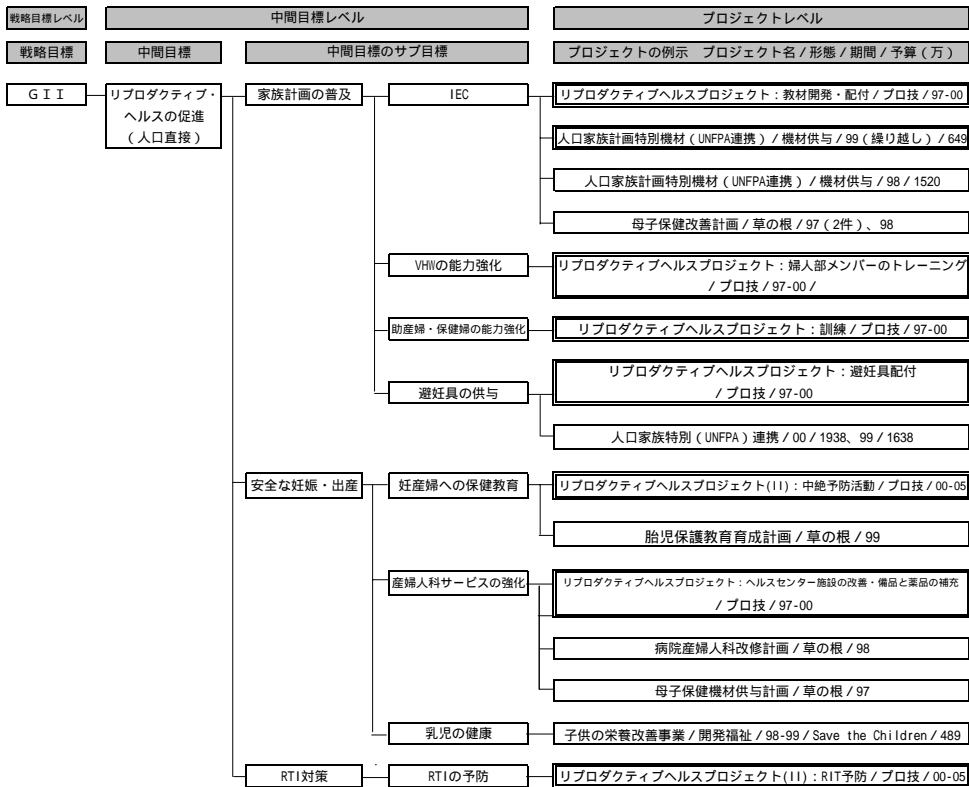 戦略目標レベル
中間目標レベル
プロジェクトレベル
戦略目標
中間目標
中間目標のサブ目標
プロジェクトの例示 プロジェクト名/形態/期間/予算(万)
GII
リプロダクティブ・
ヘルスの促進
(人口直接)
家族計画の普及
IEC
リプロダクティブヘルスプロジェクト:教材開発・配付/プロ技/97-00
人口家族計画特別機材(UNFPA連携)/機材供与/99(繰り越し)/649
人口家族計画特別機材(UNFPA連携)/機材供与/98/1520
母子保健改善計画/草の根/97(2件)、98
VHWの能力強化
リプロダクティブヘルスプロジェクト:婦人部メンバーのトレーニング
/プロ技/97-00/
助産婦・保健婦の能力強化
リプロダクティブヘルスプロジェクト:訓練/プロ技/97-00
避妊具の供与
リプロダクティブヘルスプロジェクト:避妊具配付
/プロ技/97-00
人口家族特別(UNFPA)連携/00/1938、99/1638
安全な妊娠・出産
妊産婦への保健教育
リプロダクティブヘルスプロジェクト(II):中絶予防活動/プロ技/00-05
胎児保護教育育成計画/草の根/99
産婦人科サービスの強化
リプロダクティブヘルスプロジェクト:ヘルスセンター施設の改善・備品と薬品の補充
/プロ技/97-00
病院産婦人科改修計画/草の根/98
母子保健機材供与計画/草の根/97
乳児の健康
子供の栄養改善事業/開発福祉/98-99/Save the Children/489
RTI対策
RTIの予防
リプロダクティブヘルスプロジェクト(II):RIT予防/プロ技/00-05